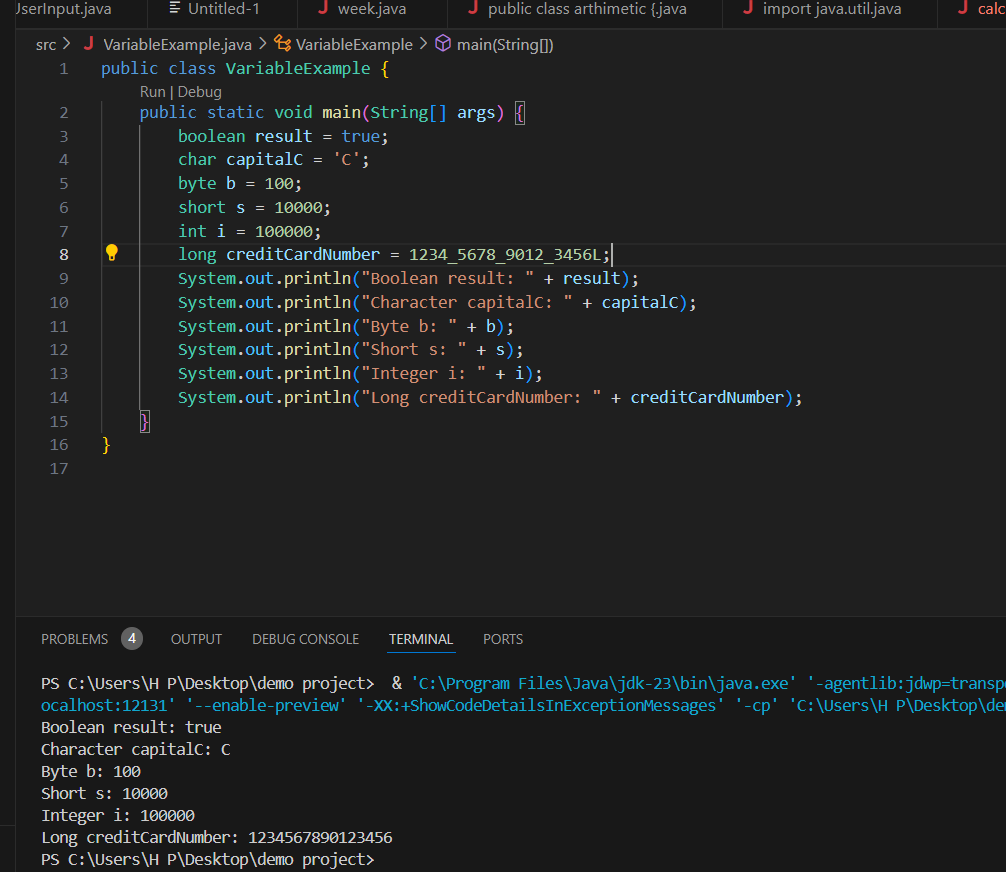 UserInput.java Untitled-1 week.java public class arthimetic {.java import java.util.java calc
src > VariableExample.java > VariableExample > main(String[])
1 public class VariableExample {
Run | Debug
2 public static void main(String[] args) {
3 boolean result = true;
4 char capitalC = 'C';
5 byte b = 100;
6 short s = 10000;
7 int i = 100000;
8 long creditCardNumber = 1234_5678_9012_3456L;
9 System.out.println("Boolean result: " + result);
10 System.out.println("Character capitalC: " + capitalC);
11 System.out.println("Byte b: " + b);
12 System.out.println("Short s: " + s);
13 System.out.println("Integer i: " + i);
14 System.out.println("Long creditCardNumber: " + creditCardNumber);
15 }
16 }
17
PROBLEMS 4 OUTPUT DEBUG CONSOLE TERMINAL PORTS
PS C:\Users\H P\Desktop\demo project>  & 'C:\Program Files\Java\jdk-23\bin\java.exe' '-agentlib:jdwp=transpo
ocalhost:12131' '--enable-preview' '-XX:+ShowCodeDetailsInExceptionMessages' '-cp' 'C:\Users\H P\Desktop\de
Boolean result: true
Character capitalC: C
Byte b: 100
Short s: 10000
Integer i: 100000
Long creditCardNumber: 1234567890123456
PS C:\Users\H P\Desktop\demo project>